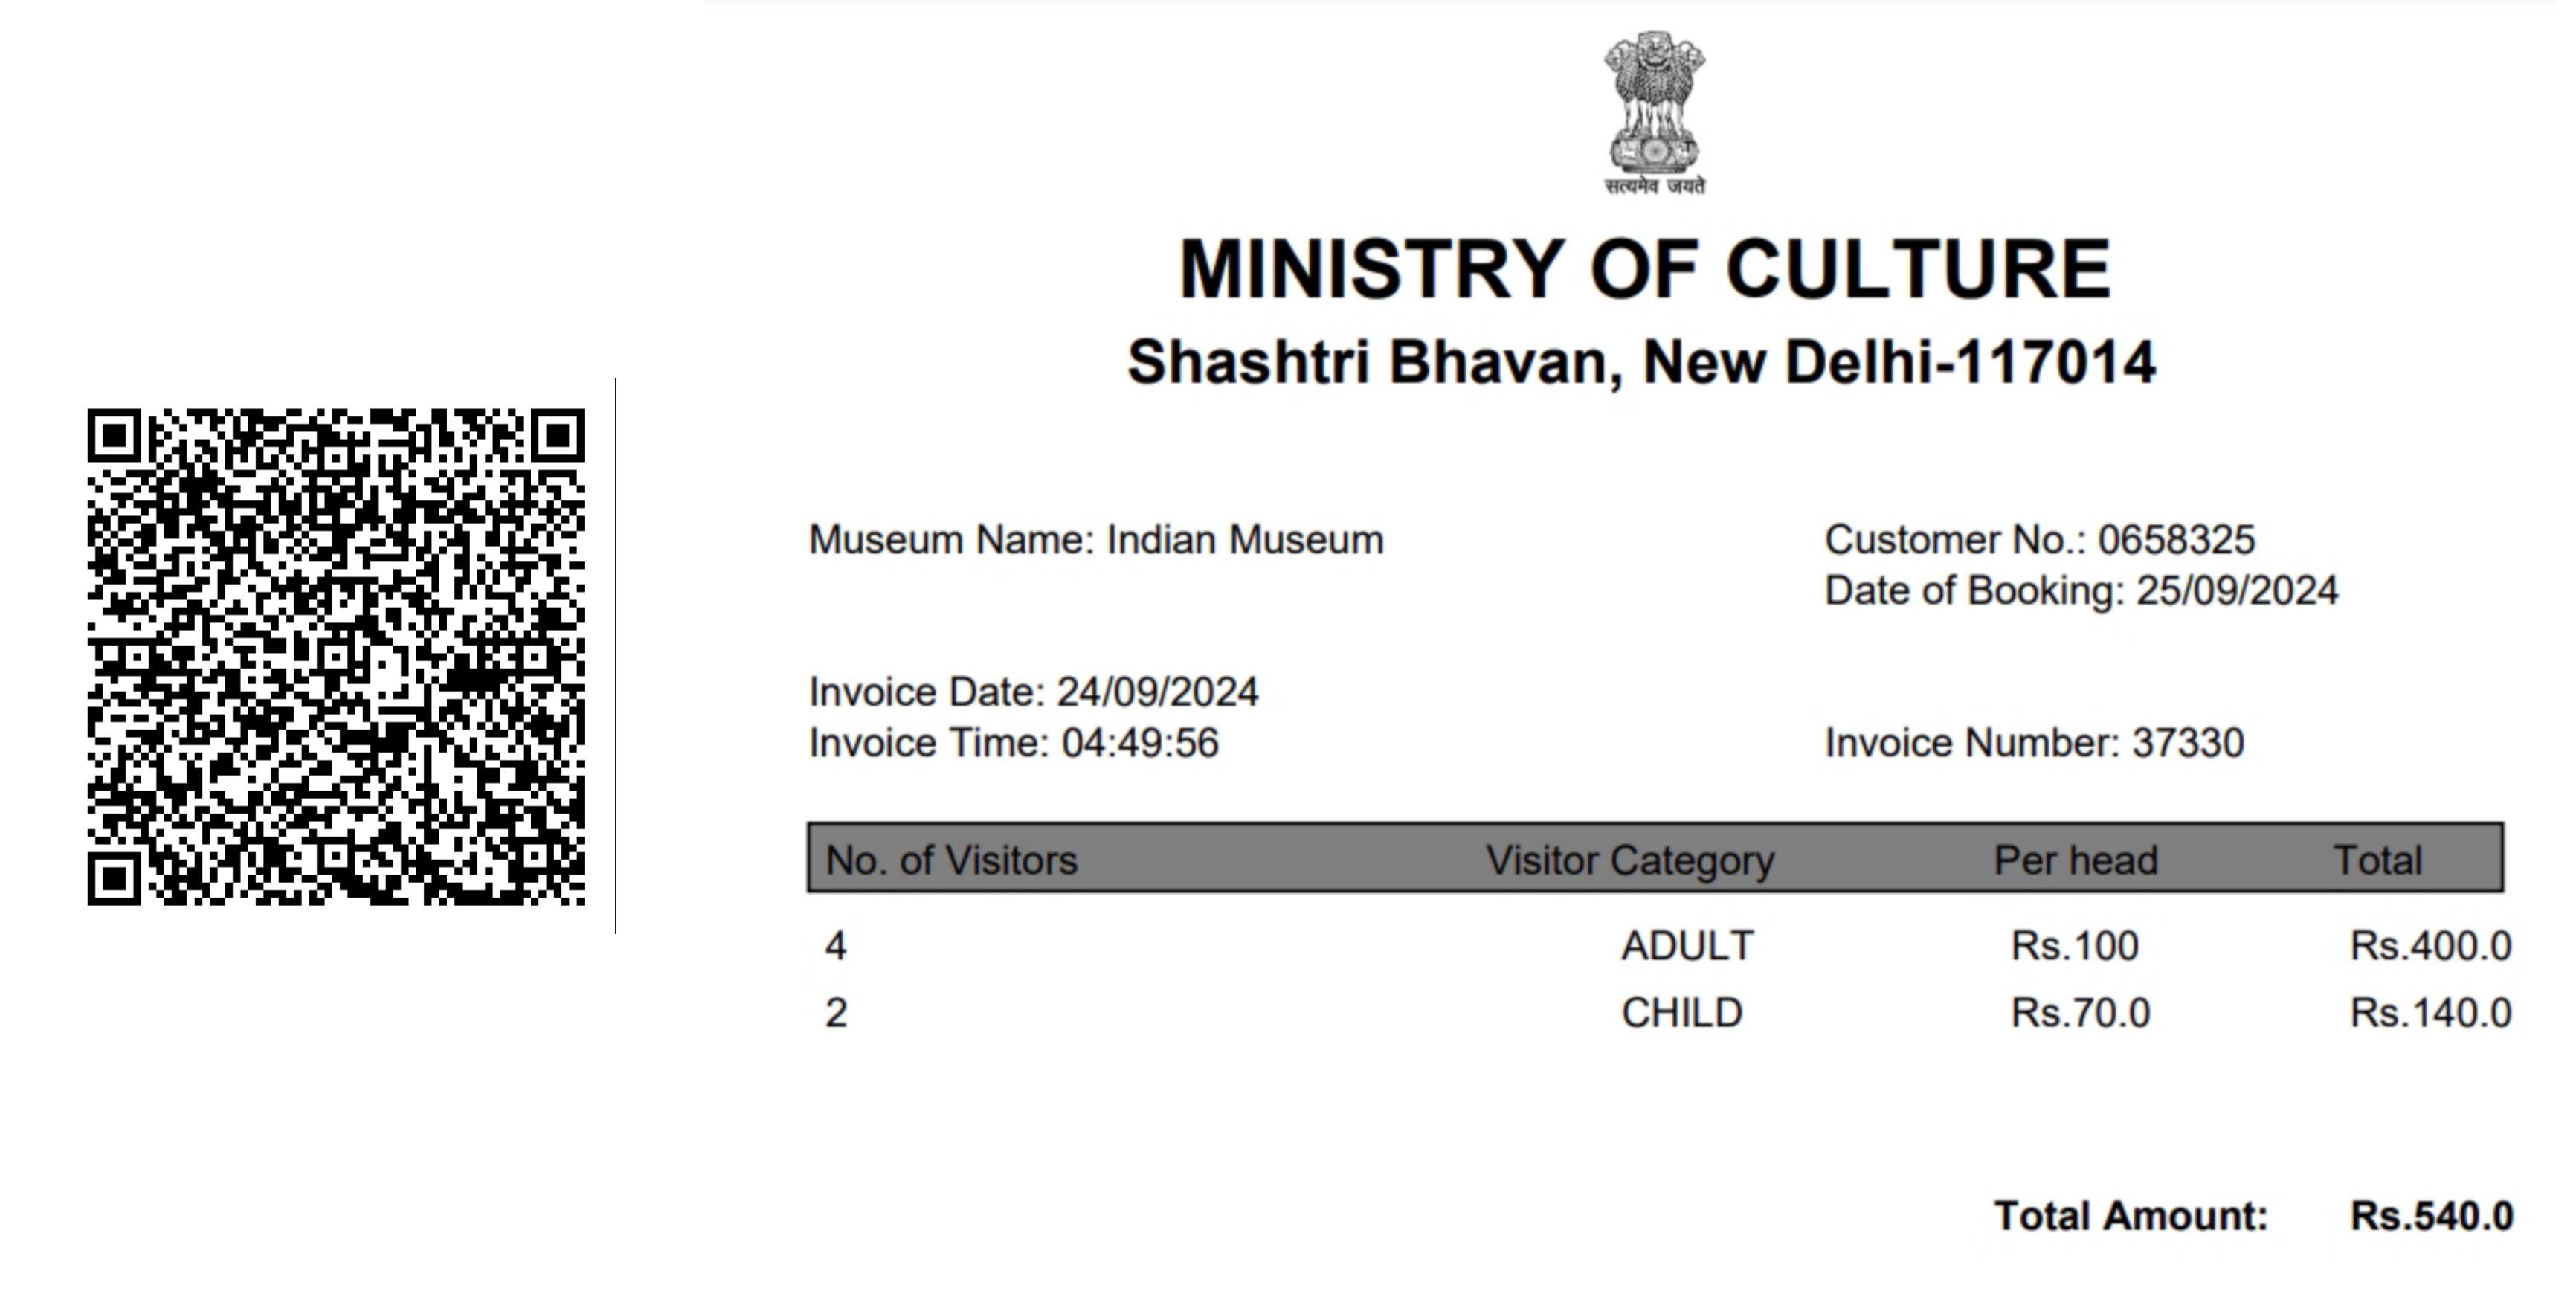 सत्यमेव जयते
MINISTRY OF CULTURE
Shashtri Bhavan, New Delhi-117014
Museum Name: Indian Museum
Customer No.: 0658325
Date of Booking: 25/09/2024
Invoice Date: 24/09/2024
Invoice Time: 04:49:56
Invoice Number: 37330
No. of Visitors Visitor Category Per head Total
4 ADULT Rs.100 Rs.400.0
2 CHILD Rs.70.0 Rs.140.0
Total Amount: Rs.540.0